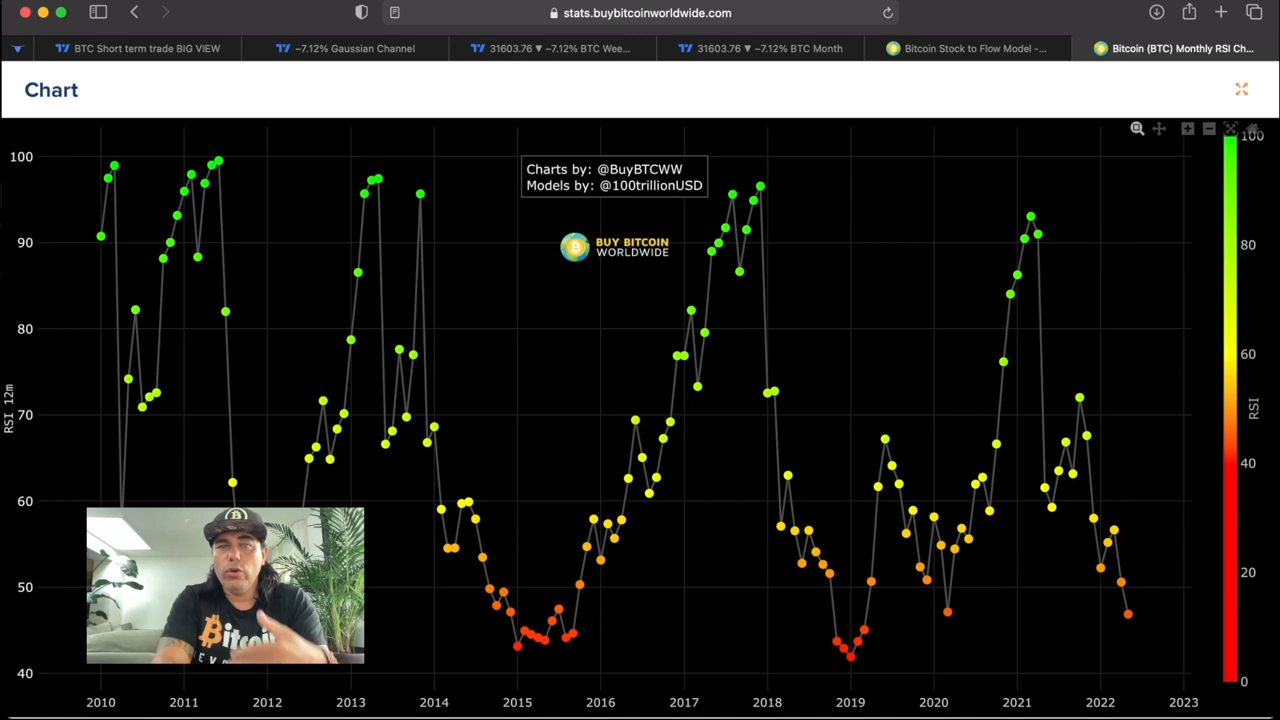 stats.buybitcoinworldwide.com
BTC Short term trade BIG VIEW
−7.12% Gaussian Channel
31603.76 ▼ −7.12% BTC Wee...
31603.76 ▼ −7.12% BTC Month
Bitcoin Stock to Flow Model -...
Bitcoin (BTC) Monthly RSI Ch...
Chart
Charts by: @BuyBTCWW
Models by: @100trillionUSD
BUY BITCOIN
WORLDWIDE
RSI 12m
100
90
80
70
60
50
40
2010 2011 2012 2013 2014 2015 2016 2017 2018 2019 2020 2021 2022 2023
100
80
60
40
20
0
RSI
Bitcoin